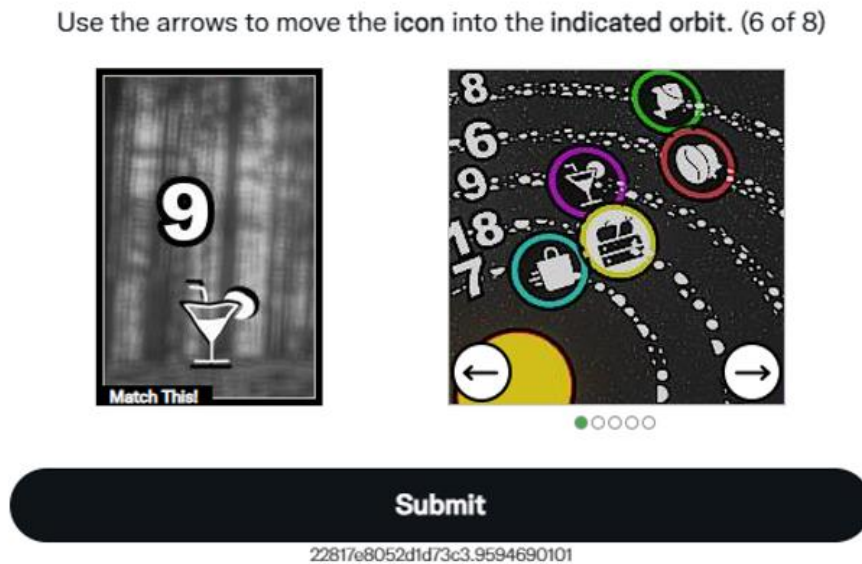 Use the arrows to move the icon into the indicated orbit. (6 of 8)
9
Match This!
8
6
9
18
7
Submit
22817e8052d1d73c3.9594690101